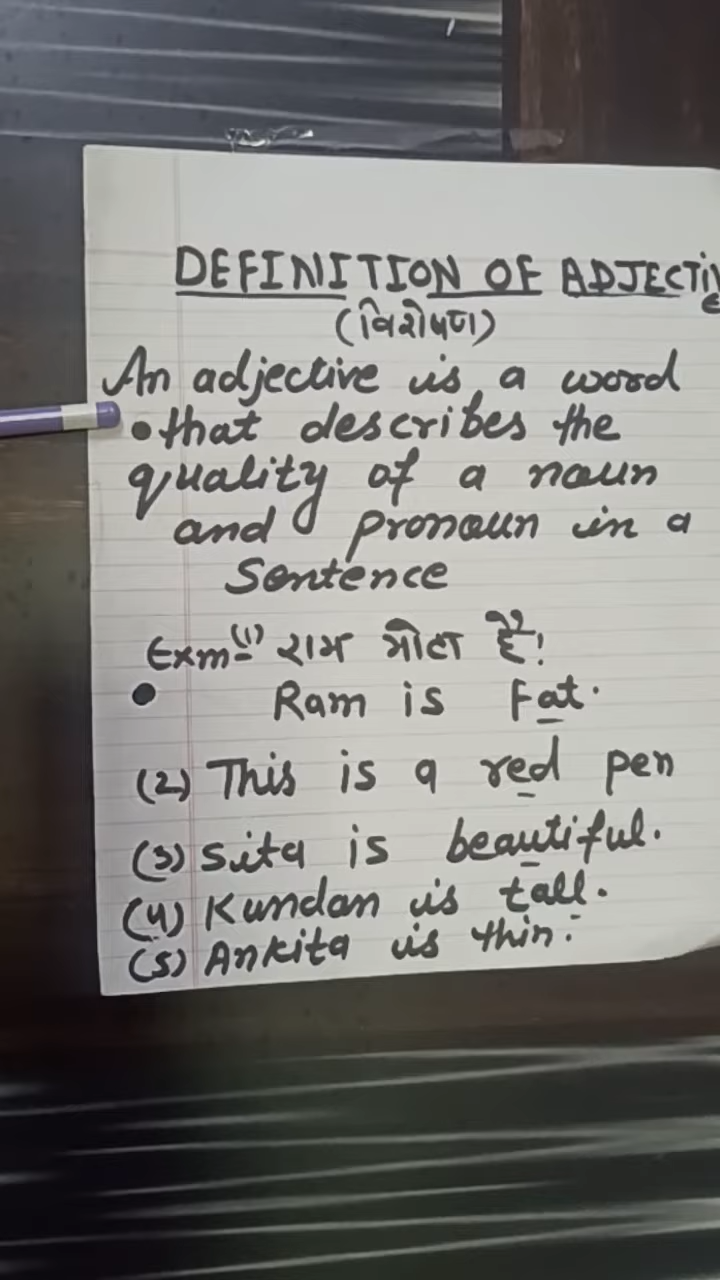 DEFINITION OF ADJECTIVE
(विशेषण)
An adjective is a word
• that describes the
quality of a noun
and pronoun in a
Sentence
Exm- (1) राम मोटा है!
• Ram is Fat.
(2) This is a red pen
(3) Sita is beautiful.
(4) Kundan is tall.
(5) Ankita is thin.